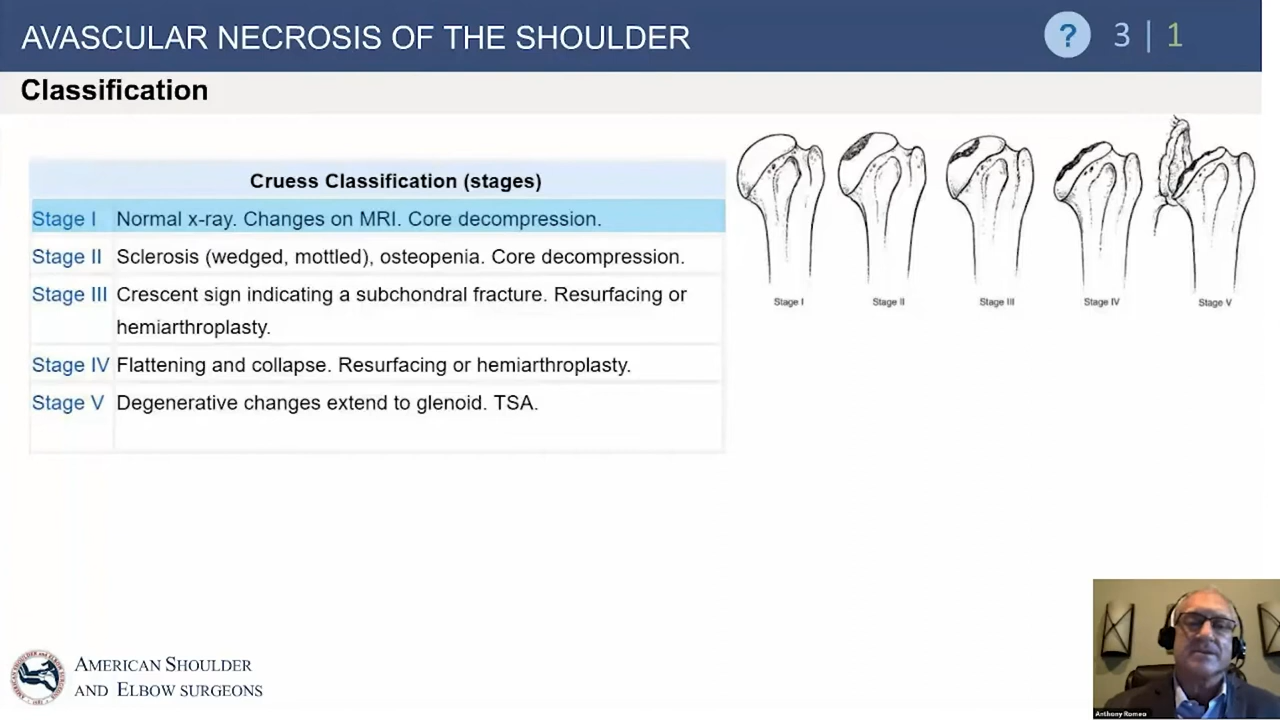 AVASCULAR NECROSIS OF THE SHOULDER
? 3 | 1
Classification
Cruess Classification (stages)
Stage I Normal x-ray. Changes on MRI. Core decompression.
Stage II Sclerosis (wedged, mottled), osteopenia. Core decompression.
Stage III Crescent sign indicating a subchondral fracture. Resurfacing or
hemiarthroplasty.
Stage IV Flattening and collapse. Resurfacing or hemiarthroplasty.
Stage V Degenerative changes extend to glenoid. TSA.
Stage I Stage II Stage III Stage IV Stage V
AMERICAN SHOULDER
AND ELBOW SURGEONS
Anthony Romeo